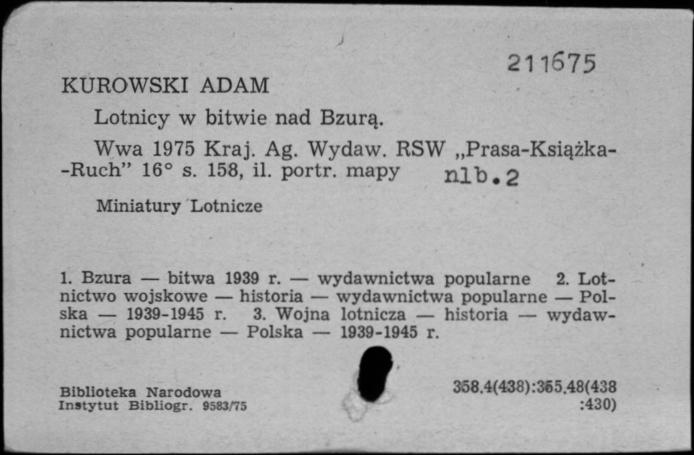 211675
KUROWSKI ADAM
Lotnicy w bitwie nad Bzurą.
Wwa 1975 Kraj. Ag. Wydaw. RSW „Prasa-Książka-
-Ruch” 16° s. 158, il. portr. mapy nlb.2
Miniatury Lotnicze
1. Bzura — bitwa 1939 r. — wydawnictwa popularne 2. Lot-
nictwo wojskowe — historia — wydawnictwa popularne — Pol-
ska — 1939-1945 r. 3. Wojna lotnicza — historia — wydaw-
nictwa popularne — Polska — 1939-1945 r.
Biblioteka Narodowa
Instytut Bibliogr. 9583/75
358.4(438):355.48(438
:430)